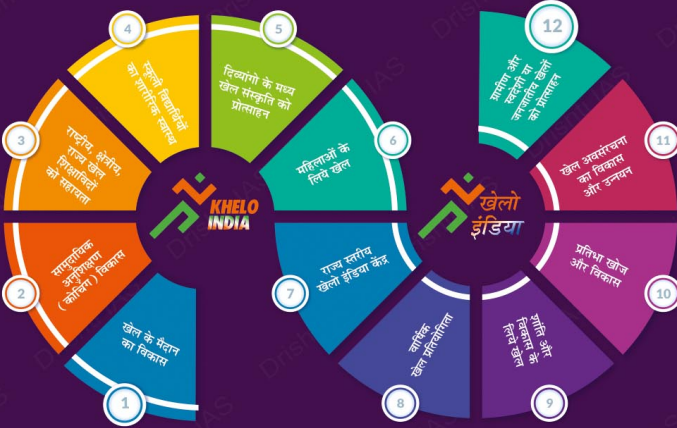 1
खेल के मैदान
का विकास
2
सामुदायिक
अनुशिक्षण
( कोचिंग ) विकास
3
राष्ट्रीय, क्षेत्रीय,
राज्य खेल
शिक्षाविदों
को सहायता
4
स्कूली विद्यार्थियों
का शारीरिक स्वास्थ
5
दिव्यांगो के मध्य
खेल संस्कृति को
प्रोत्साहन
6
महिलाओं के
लिये खेल
KHELO
INDIA
7
राज्य स्तरीय
खेलो इंडिया केंद्र
8
वार्षिक
खेल प्रतियोगिता
9
शांति और
विकास के
लिये खेल
10
प्रतिभा खोज
और विकास
11
खेल अवसंरचना
का विकास
और उन्नयन
12
ग्रामीण और
स्वदेशी या
जनजातीय खेलों
को प्रोत्साहन
खेलो
इंडिया